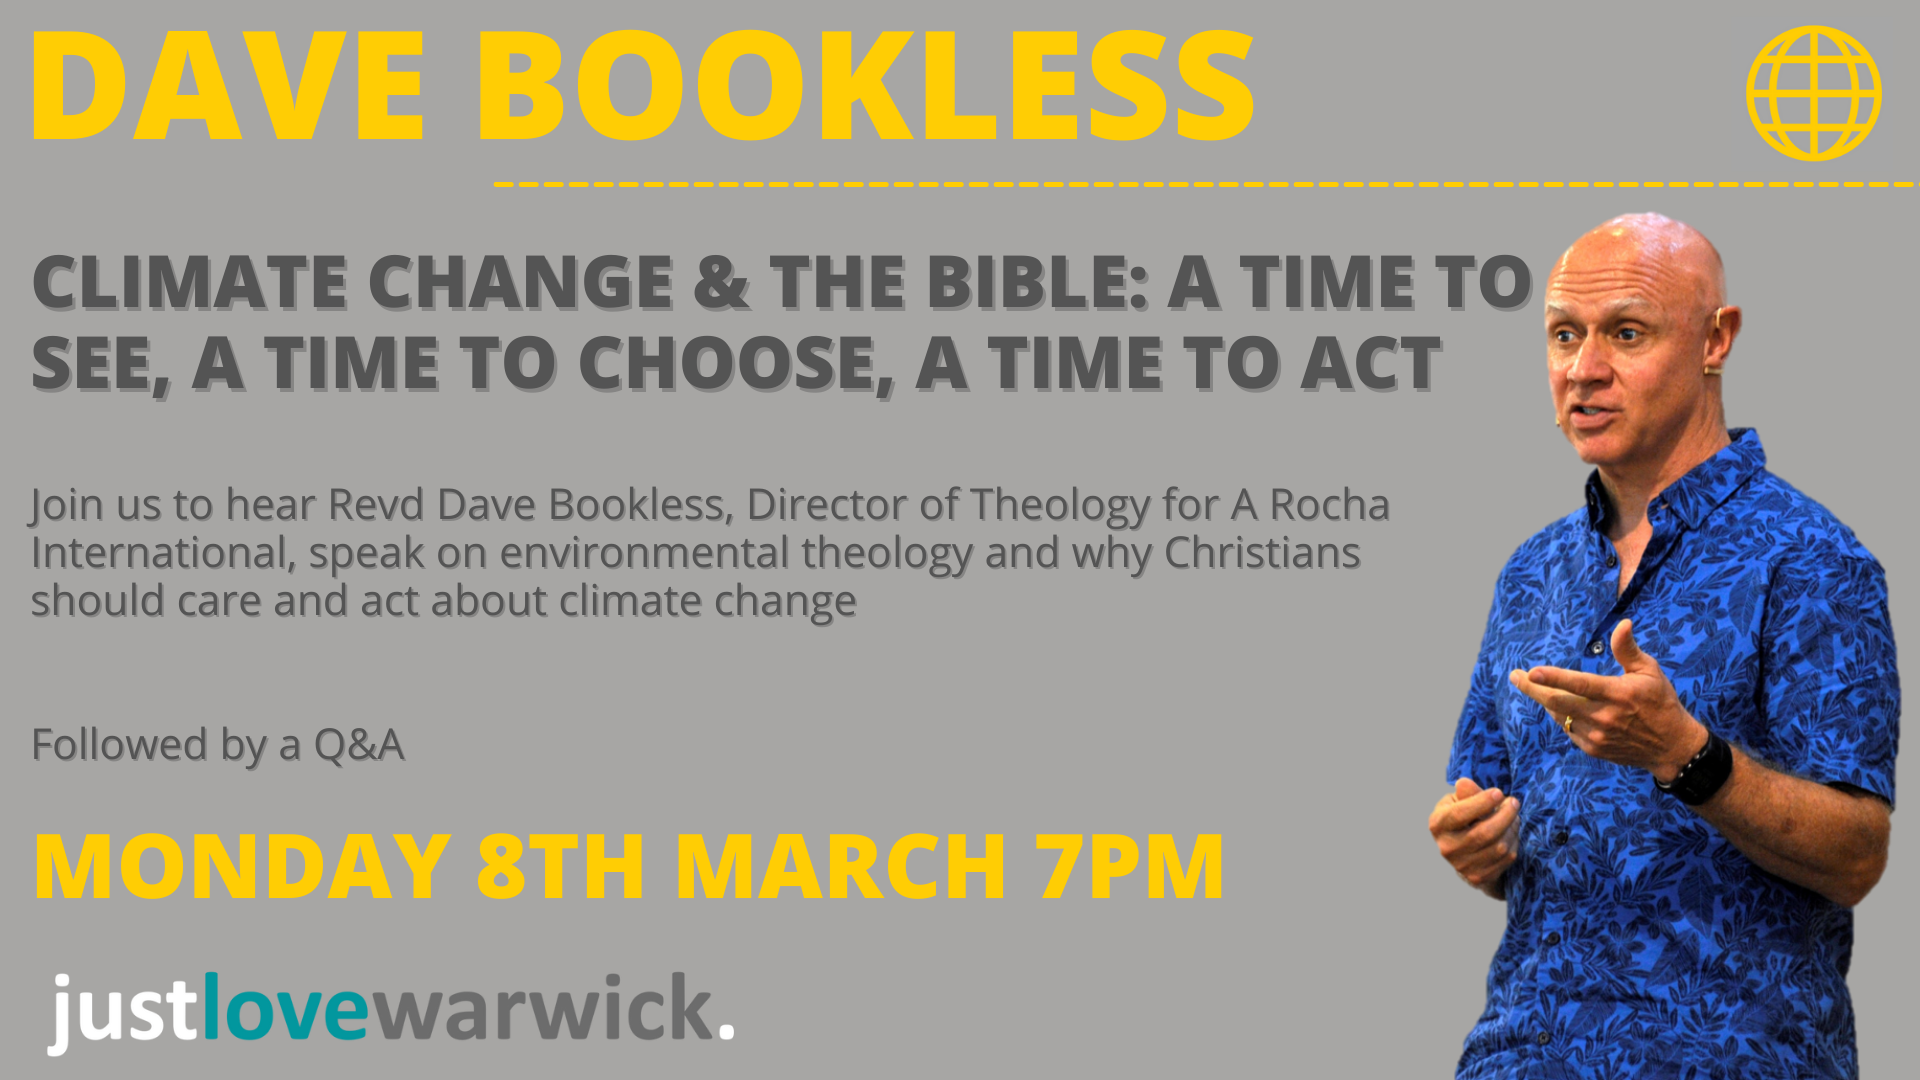 DAVE BOOKLESS
CLIMATE CHANGE & THE BIBLE: A TIME TO
SEE, A TIME TO CHOOSE, A TIME TO ACT
Join us to hear Revd Dave Bookless, Director of Theology for A Rocha
International, speak on environmental theology and why Christians
should care and act about climate change
Followed by a Q&A
MONDAY 8TH MARCH 7PM
justlovewarwick.